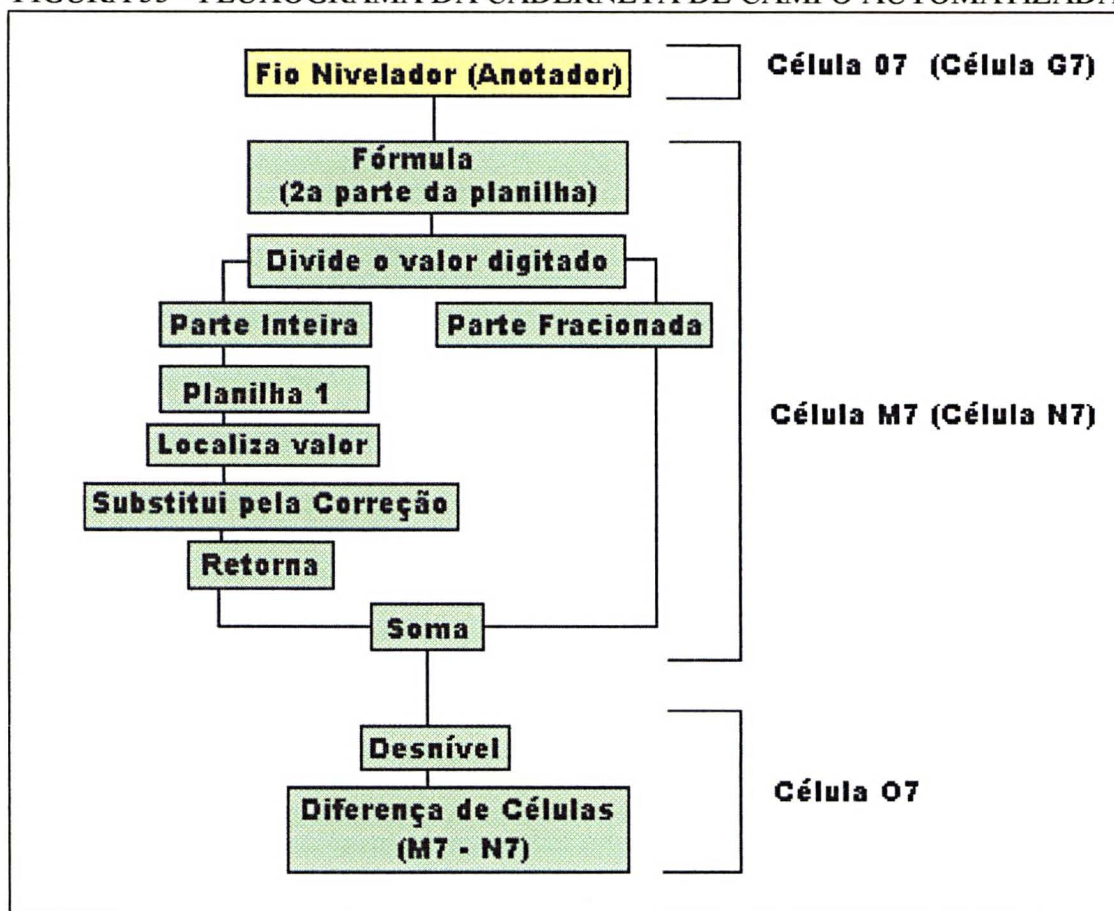 FIGURA - FLUXOGRAMA DA CADERNETA DE CAMPO AUTOMATIZADA
Fio Nivelador (Anotador)
Célula 07 (Célula G7)
Fórmula
(2a parte da planilha)
Divide o valor digitado
Parte Inteira
Parte Fracionada
Planilha 1
Localiza valor
Substitui pela Correção
Retorna
Soma
Célula M7 (Célula N7)
Desnível
Diferença de Células
(M7 - N7)
Célula O7